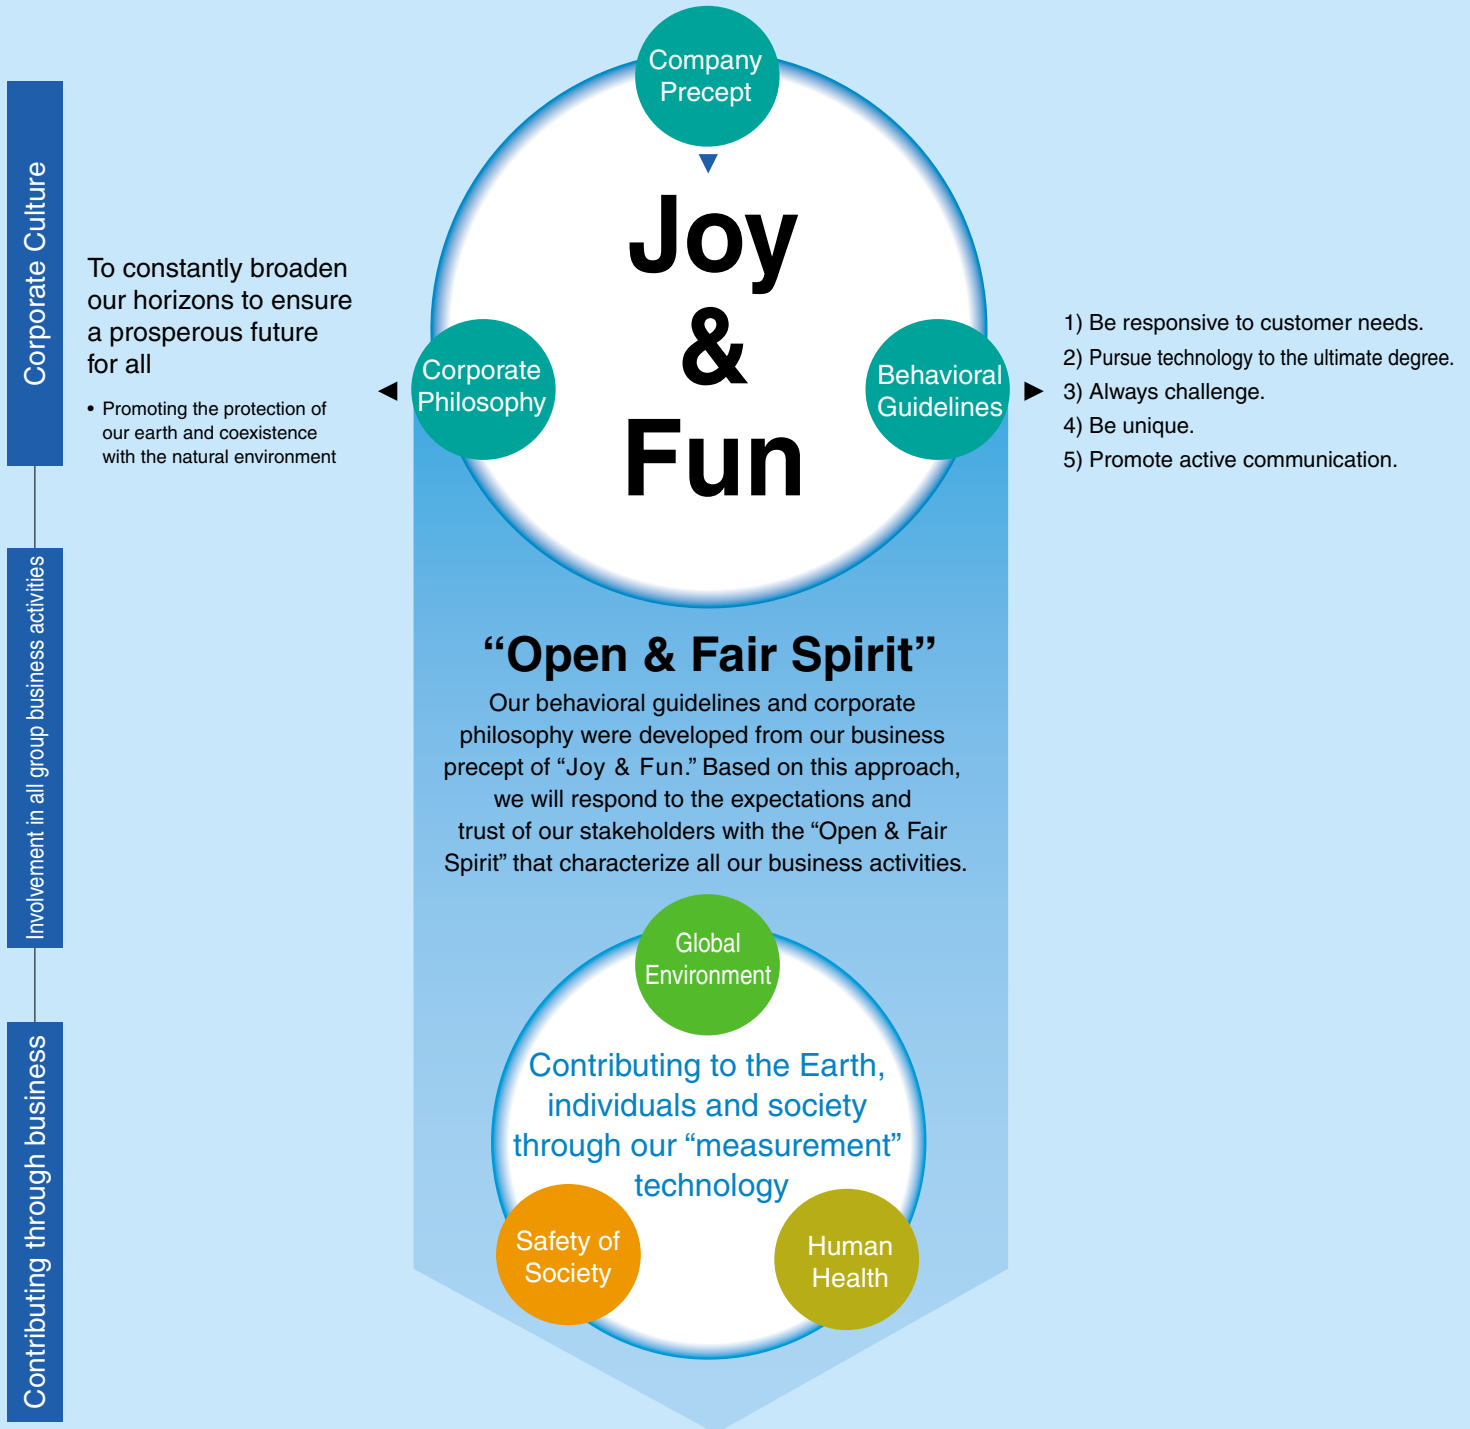 Corporate Culture
Company
Precept
Joy
&
Fun
Corporate
Philosophy
To constantly broaden
our horizons to ensure
a prosperous future
for all
• Promoting the protection of
our earth and coexistence
with the natural environment
Behavioral
Guidelines
1) Be responsive to customer needs.
2) Pursue technology to the ultimate degree.
3) Always challenge.
4) Be unique.
5) Promote active communication.
Involvement in all group business activities
“Open & Fair Spirit”
Our behavioral guidelines and corporate
philosophy were developed from our business
precept of “Joy & Fun.” Based on this approach,
we will respond to the expectations and
trust of our stakeholders with the “Open & Fair
Spirit” that characterize all our business activities.
Contributing through business
Global
Environment
Contributing to the Earth,
individuals and society
through our “measurement”
technology
Safety of
Society
Human
Health